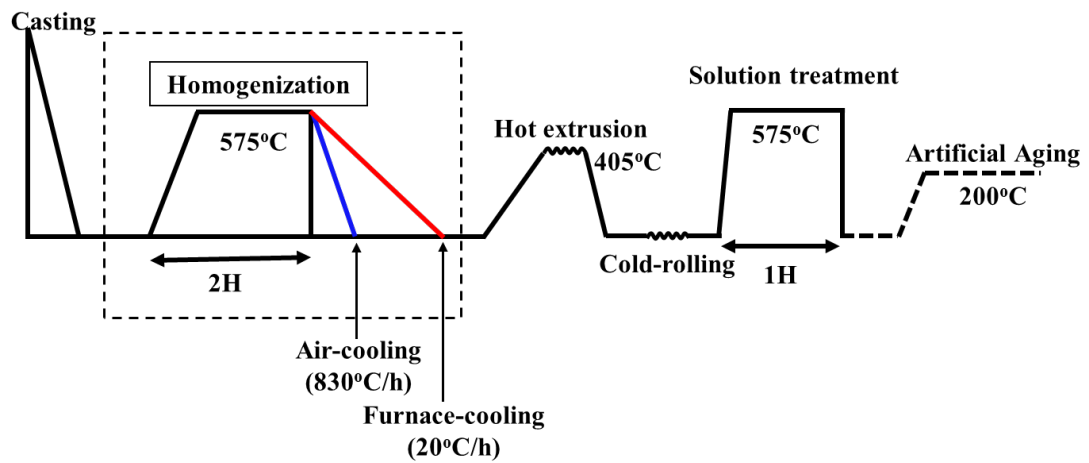 Casting
Homogenization
575°C
2H
Air-cooling
(830°C/h)
Furnace-cooling
(20°C/h)
Hot extrusion
405°C
Cold-rolling
Solution treatment
575°C
1H
Artificial Aging
200°C